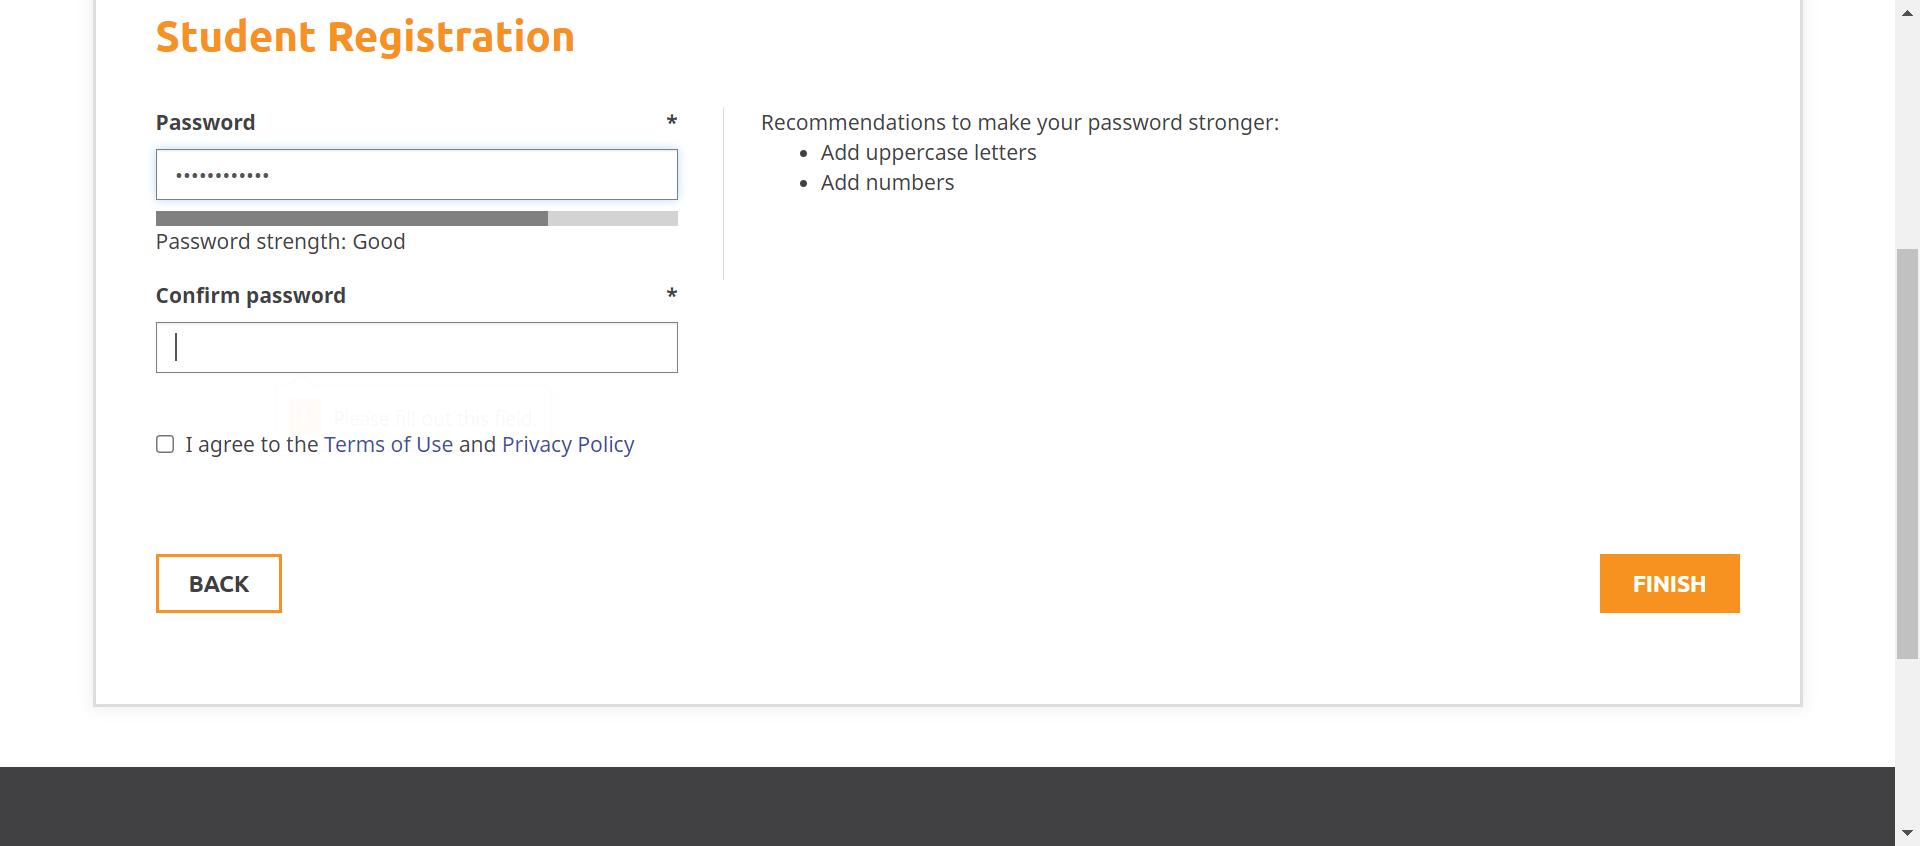 Student Registration
Password *
••••••••••••
Password strength: Good
Recommendations to make your password stronger:
• Add uppercase letters
• Add numbers
Confirm password *
Please fill out this field.
I agree to the Terms of Use and Privacy Policy
BACK
FINISH